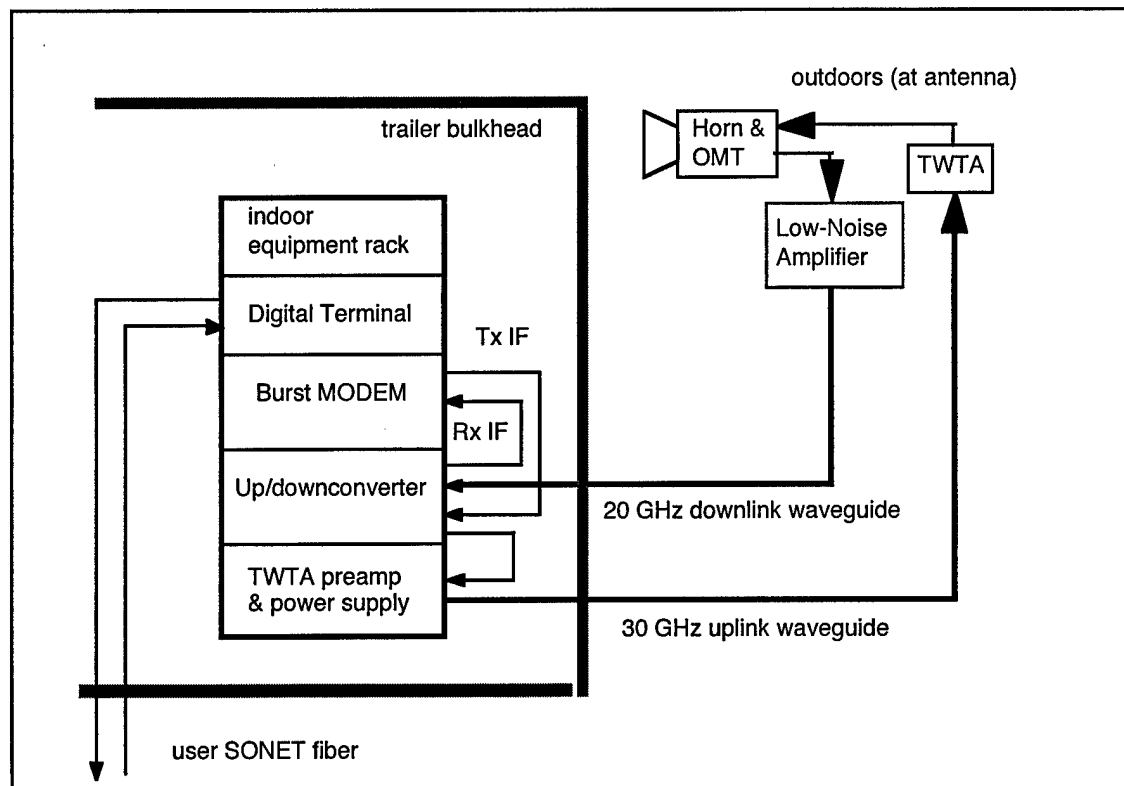 outdoors (at antenna)
trailer bulkhead
Horn &
OMT
TWTA
indoor
equipment rack
Low-Noise
Amplifier
Digital Terminal
Tx IF
Burst MODEM
Rx IF
Up/downconverter
20 GHz downlink waveguide
TWTA preamp
& power supply
30 GHz uplink waveguide
user SONET fiber